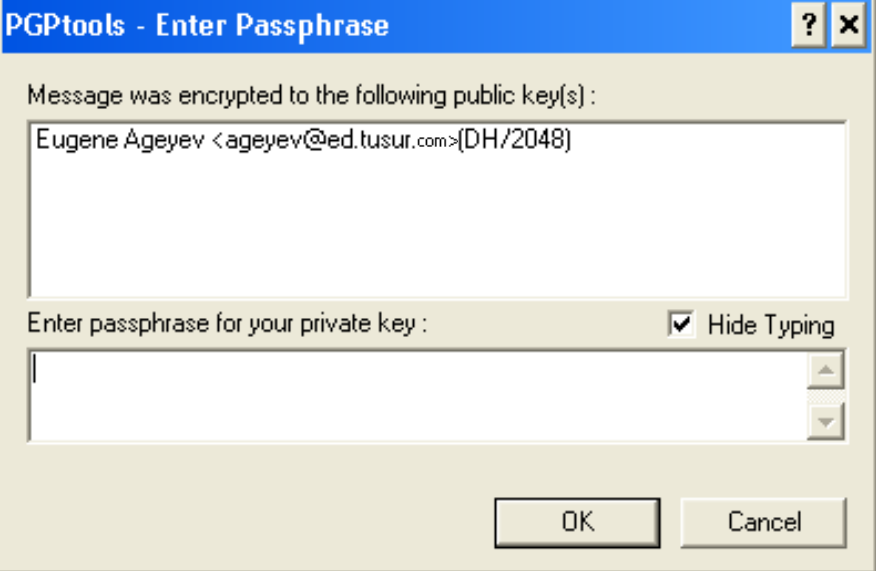 PGPtools - Enter Passphrase
Message was encrypted to the following public key(s) :
Eugene Ageyev <ageyev@ed.tusur.com>(DH/2048)
Enter passphrase for your private key :
Hide Typing
OK
Cancel